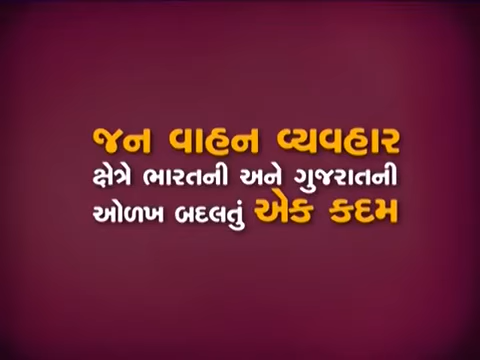 જન વાહન વ્યવહાર
ક્ષેત્રે ભારતની અને ગુજરાતની
ઓળખ બદલતું એક કદમ